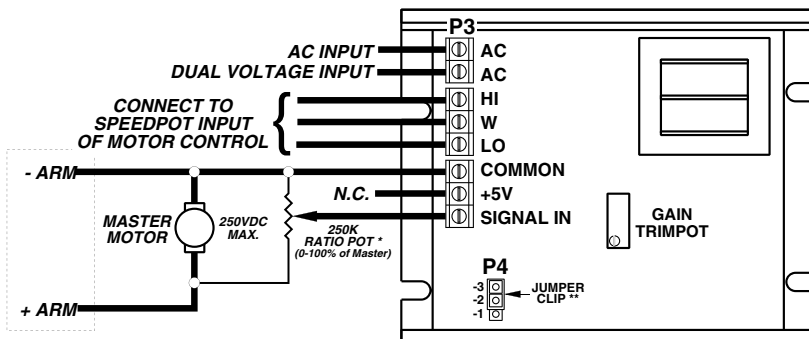 P3
AC INPUT
AC
DUAL VOLTAGE INPUT
AC
CONNECT TO
SPEEDPOT INPUT
OF MOTOR CONTROL
HI
W
LO
- ARM
COMMON
N.C.
+5V
SIGNAL IN
MASTER
MOTOR
250VDC
MAX.
250K
RATIO POT *
(0-100% of Master)
+ ARM
GAIN
TRIMPOT
P4
-3
-2
-1
JUMPER
CLIP **